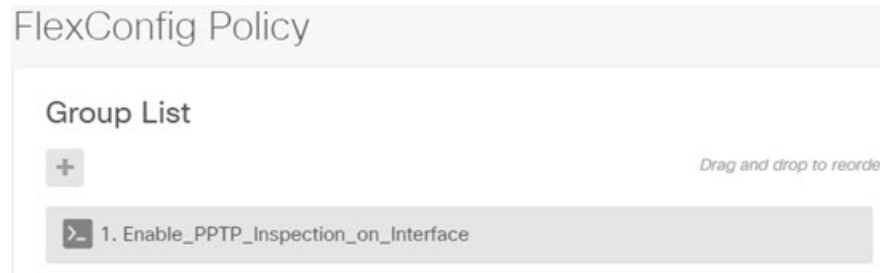 FlexConfig Policy
Group List
+
Drag and drop to reorde
>_ 1. Enable_PPTP_Inspection_on_Interface